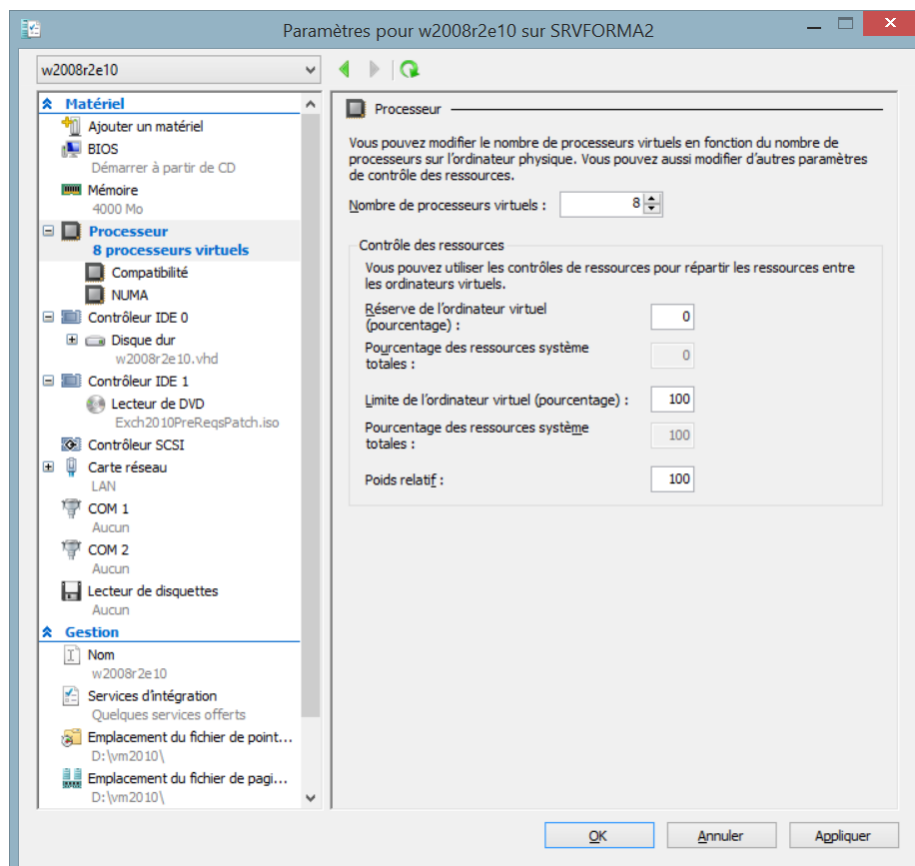 Paramètres pour w2008r2e10 sur SRVFORMA2
w2008r2e10
Matériel
Ajouter un matériel
BIOS
Démarrer à partir de CD
Mémoire
4000 Mo
Processeur
8 processeurs virtuels
Compatibilité
NUMA
Contrôleur IDE 0
Disque dur
w2008r2e10.vhd
Contrôleur IDE 1
Lecteur de DVD
Exch2010PreReqsPatch.iso
Contrôleur SCSI
Carte réseau
LAN
COM 1
Aucun
COM 2
Aucun
Lecteur de disquettes
Aucun
Gestion
Nom
w2008r2e10
Services d'intégration
Quelques services offerts
Emplacement du fichier de point...
D:\vm2010\
Emplacement du fichier de pagi...
D:\vm2010\
Processeur
Vous pouvez modifier le nombre de processeurs virtuels en fonction du nombre de
processeurs sur l'ordinateur physique. Vous pouvez aussi modifier d'autres paramètres
de contrôle des ressources.
Nombre de processeurs virtuels : 8
Contrôle des ressources
Vous pouvez utiliser les contrôles de ressources pour répartir les ressources entre
les ordinateurs virtuels.
Réserve de l'ordinateur virtuel
(pourcentage) : 0
Pourcentage des ressources système
totales : 0
Limite de l'ordinateur virtuel (pourcentage) : 100
Pourcentage des ressources système
totales : 100
Poids relatif : 100
OK
Annuler
Appliquer